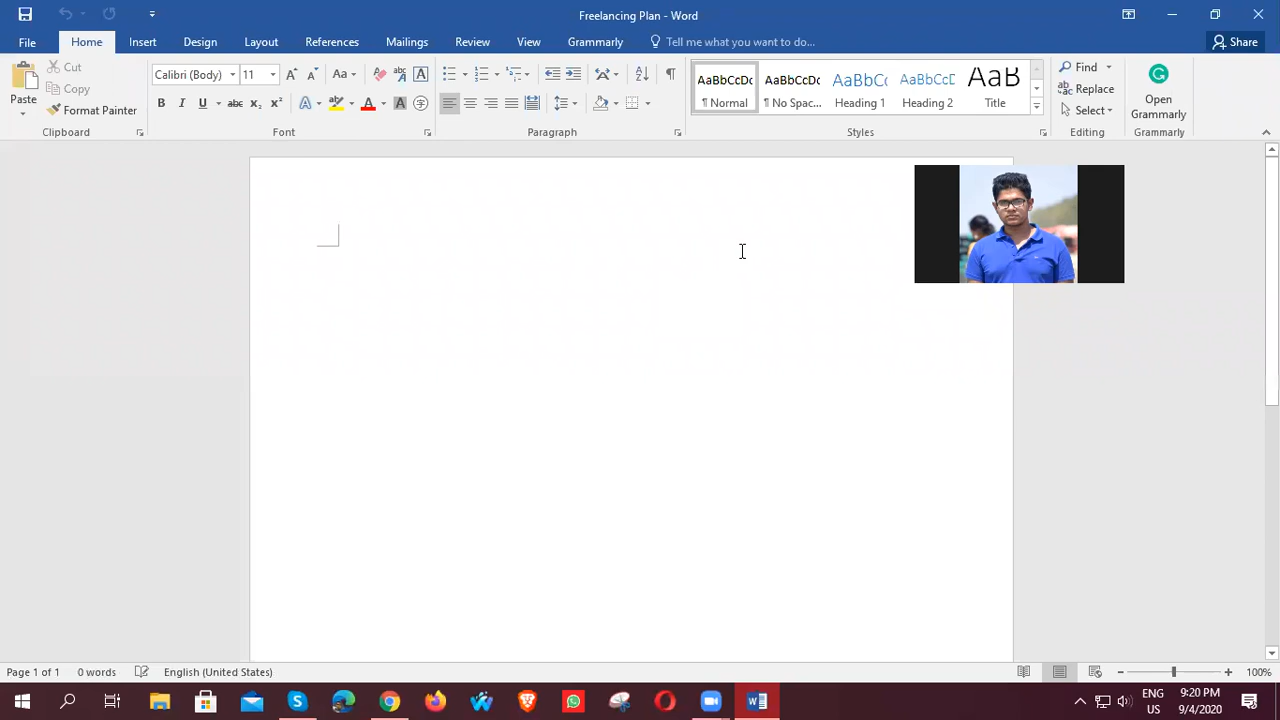 Freelancing Plan - Word
File Home Insert Design Layout References Mailings Review View Grammarly Tell me what you want to do... Share
Paste
Cut
Copy
Format Painter
Clipboard
Calibri (Body) 11
Font
Paragraph
AaBbCcDc AaBbCcDc AaBbCc AaBbCcD AaB
¶ Normal ¶ No Spac... Heading 1 Heading 2 Title
Styles
Find
Replace
Select
Editing
Open
Grammarly
Grammarly
Page 1 of 1 0 words English (United States) 100%
ENG
US
9:20 PM
9/4/2020